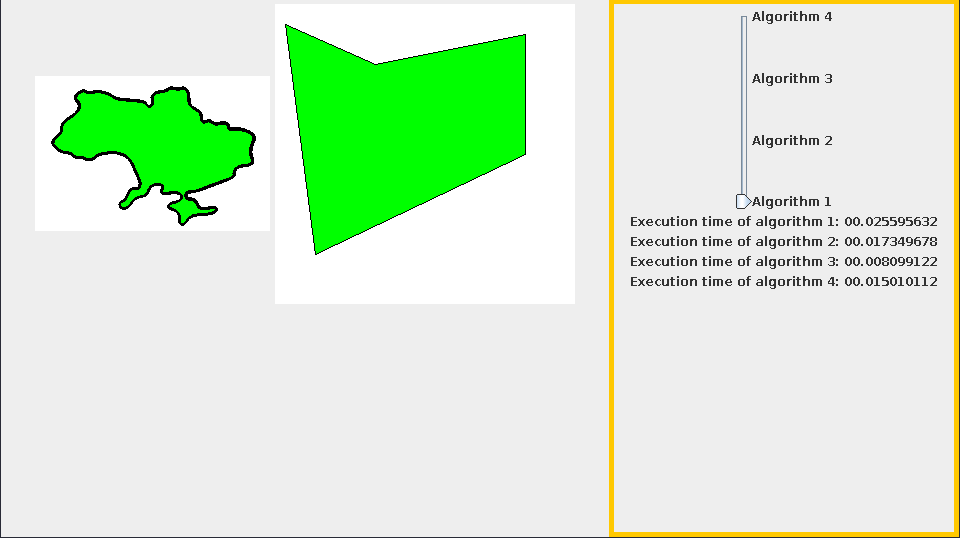 Algorithm 4
Algorithm 3
Algorithm 2
Algorithm 1
Execution time of algorithm 1: 00.025595632
Execution time of algorithm 2: 00.017349678
Execution time of algorithm 3: 00.008099122
Execution time of algorithm 4: 00.015010112